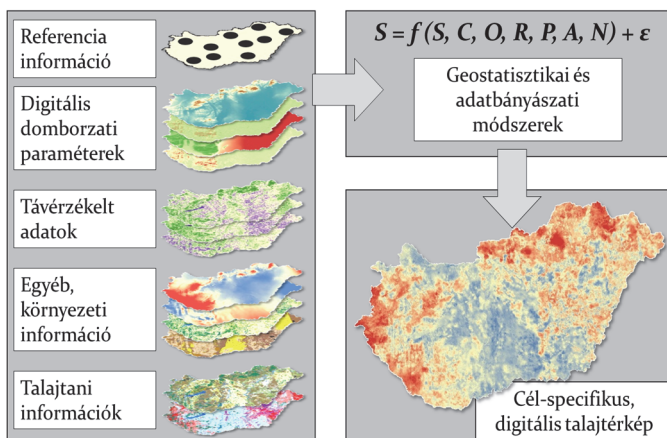 Referencia
információ
Digitális
domborzati
paraméterek
Távérzékelt
adatok
Egyéb,
környezeti
információ
Talajtani
információk
S = f (S, C, O, R, P, A, N) + ε
Geostatisztikai és
adatbányászati
módszerek
Cél-specifikus,
digitális talajtérkép